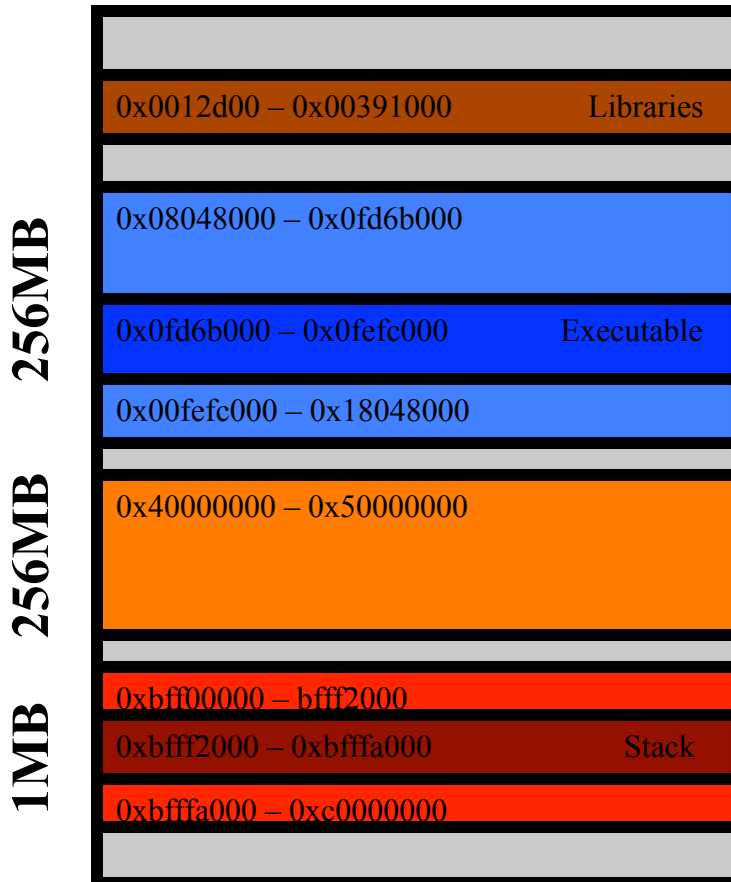 0x0012d00 – 0x00391000 Libraries
256MB
0x08048000 – 0x0fd6b000
0x0fd6b000 – 0x0fefc000 Executable
0x00fefc000 – 0x18048000
256MB
0x40000000 – 0x50000000
1MB
0xbff00000 – bfff2000
0xbfff2000 – 0xbfffa000 Stack
0xbfffa000 – 0xc0000000